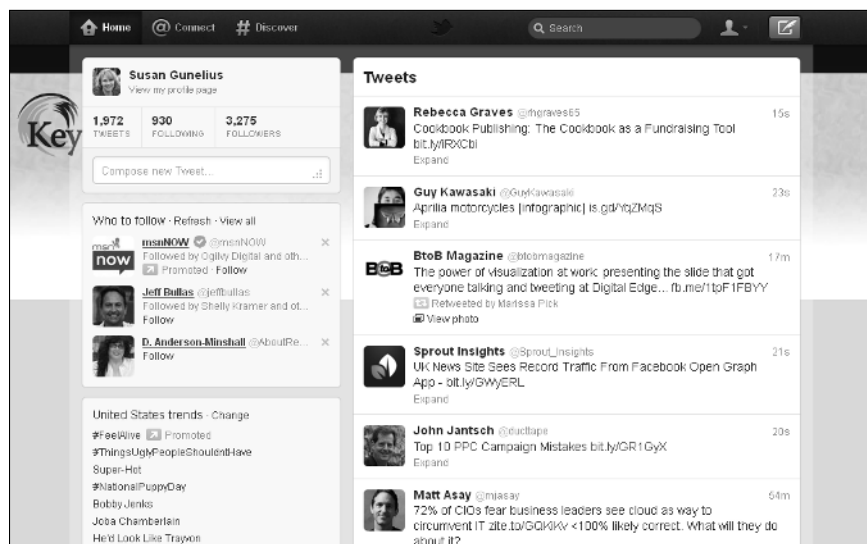 Home
Connect
Discover
Search
Susan Gunelius
View my profile page
1,972
TWEETS
930
FOLLOWING
3,275
FOLLOWERS
Key
Compose new Tweet...
Who to follow · Refresh · View all
msn
now
msnNOW @msnNOW
Followed by Ogilvy Digital and oth...
Promoted · Follow
Jeff Bullas @jeffbullas
Followed by Shelly Kramer and ot...
Follow
D. Anderson-Minshall @AboutRe...
Follow
United States trends · Change
#FeelAlive Promoted
#ThingsUglyPeopleShouldntHave
Super-Hot
#NationalPuppyDay
Bobby Jenks
Joba Chamberlain
He'd Look Like Trayvon
Tweets
Rebecca Graves @rhgraves65 15s
Cookbook Publishing: The Cookbook as a Fundraising Tool
bit.ly/IRXCbi
Expand
Guy Kawasaki @GuyKawasaki 23s
Aprilia motorcycles [infographic] is.gd/YqZMqS
Expand
BtoB
BtoB Magazine @btobmagazine 17m
The power of visualization at work: presenting the slide that got
everyone talking and tweeting at Digital Edge... fb.me/1tpF1FBYY
Retweeted by Marissa Pick
View photo
Sprout Insights @Sprout_Insights 21s
UK News Site Sees Record Traffic From Facebook Open Graph
App - bit.ly/GWyERL
Expand
John Jantsch @ducttape 20s
Top 10 PPC Campaign Mistakes bit.ly/GR1GyX
Expand
Matt Asay @mjasay 54m
72% of CIOs fear business leaders see cloud as way to
circumvent IT zite.to/GQKiKV <100% likely correct. What will they do
about it?